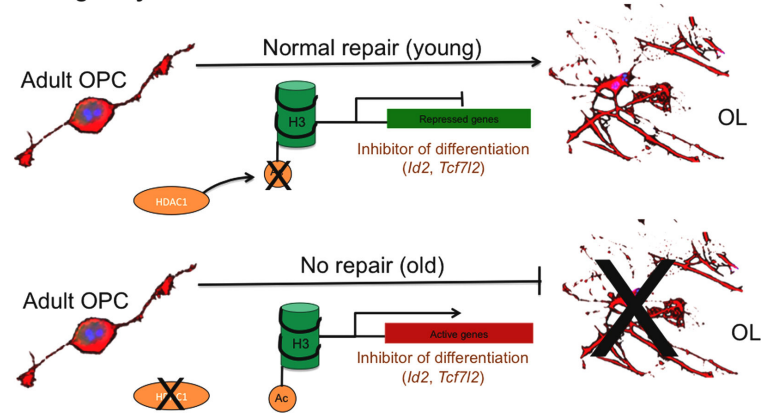 Normal repair (young)
Adult OPC
H3
Repressed genes
OL
Inhibitor of differentiation
(Id2, Tcf7l2)
HDAC1
No repair (old)
Adult OPC
H3
Active genes
OL
Inhibitor of differentiation
(Id2, Tcf7l2)
HDAC1
Ac